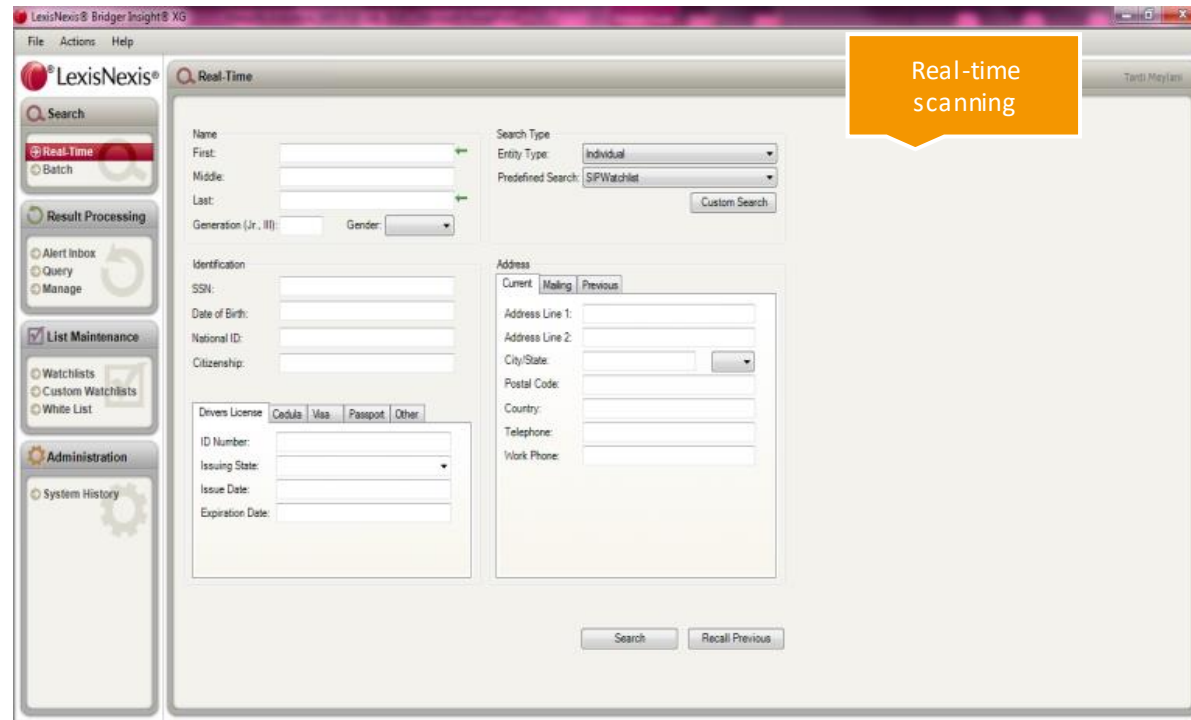 LexisNexis® Bridger Insight® XG
File Actions Help
Real-time
scanning
®LexisNexis®
Real-Time
Tanti Meylani
Search
Real-Time
Batch
Result Processing
Alert Inbox
Query
Manage
List Maintenance
Watchlists
Custom Watchlists
White List
Administration
System History
Name
First:
Middle:
Last:
Generation (Jr., III):
Gender:
Search Type
Entity Type: Individual
Predefined Search: SIPWatchlist
Custom Search
Identification
SSN:
Date of Birth:
National ID:
Citizenship:
Drivers License Cedula Visa Passport Other
ID Number:
Issuing State:
Issue Date:
Expiration Date:
Address
Current Mailing Previous
Address Line 1:
Address Line 2:
City/State:
Postal Code:
Country:
Telephone:
Work Phone:
Search Recall Previous